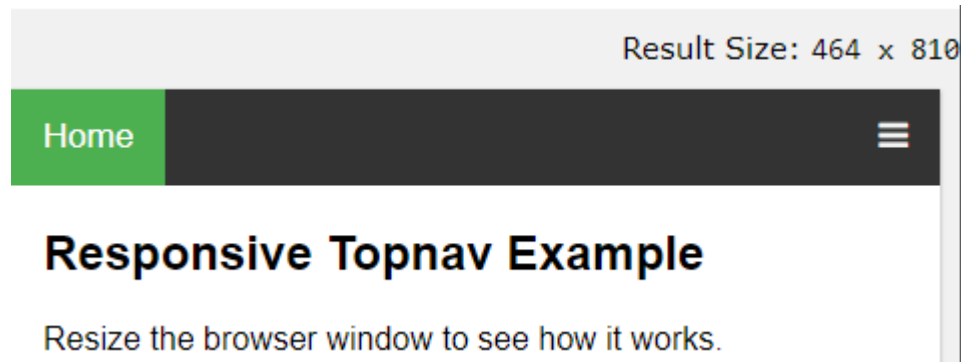 Result Size: 464 x 810
Home
Responsive Topnav Example
Resize the browser window to see how it works.